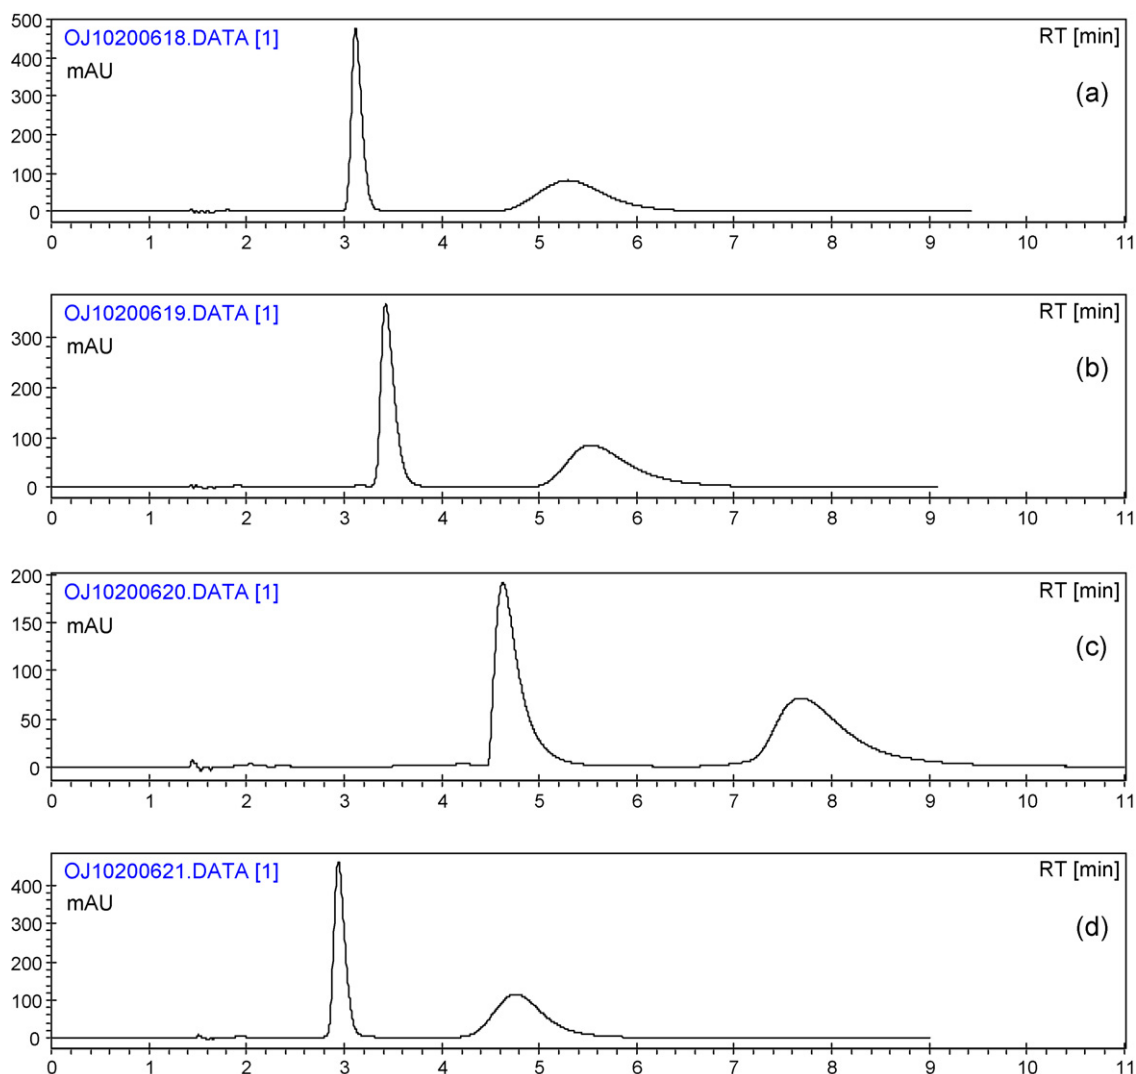 500
OJ10200618.DATA [1] RT [min]
mAU
(a)
400
300
200
100
0
0 1 2 3 4 5 6 7 8 9 10 11
OJ10200619.DATA [1] RT [min]
mAU
(b)
300
200
100
0
0 1 2 3 4 5 6 7 8 9 10 11
200
OJ10200620.DATA [1] RT [min]
mAU
(c)
150
100
50
0
0 1 2 3 4 5 6 7 8 9 10 11
OJ10200621.DATA [1] RT [min]
mAU
(d)
400
300
200
100
0
0 1 2 3 4 5 6 7 8 9 10 11